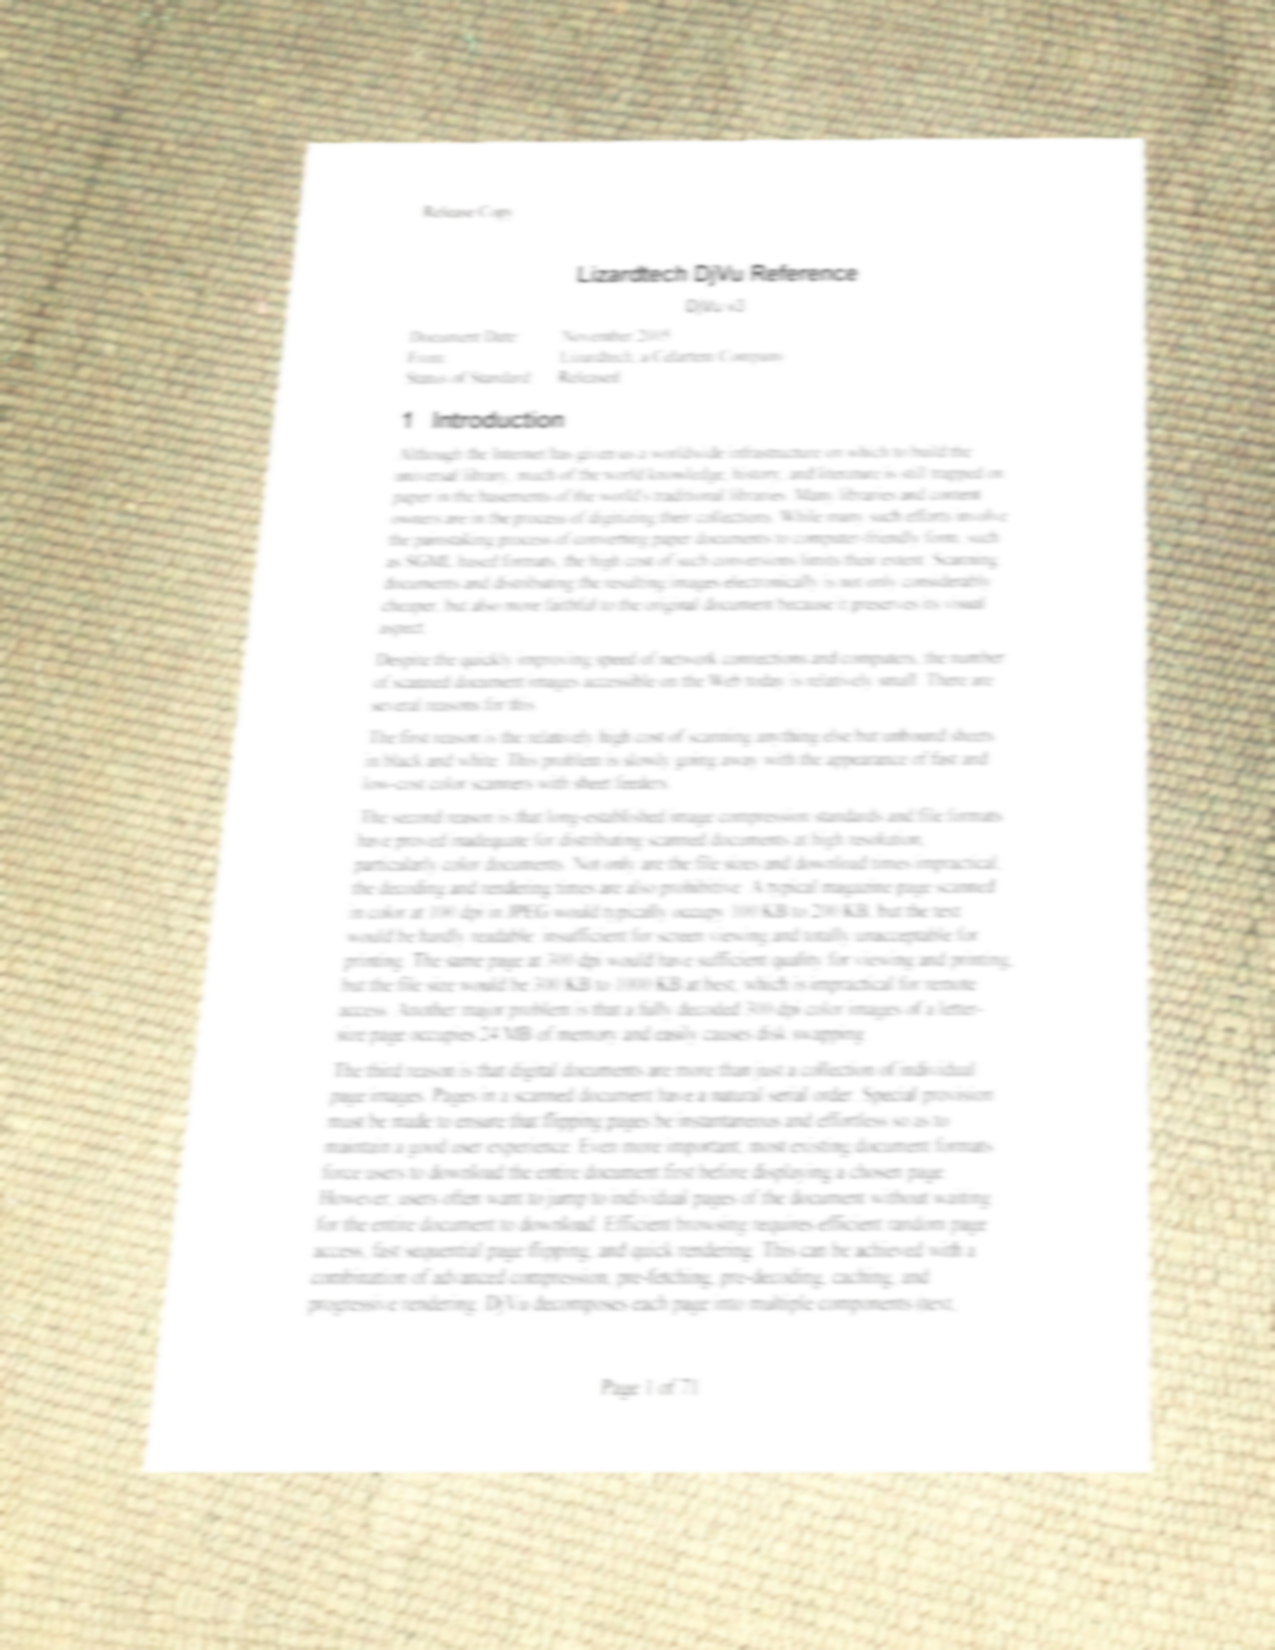 Release Copy
Lizardtech DjVu Reference
DjVu v3
Document Date: November 2005
From: Lizardtech, a Celartem Company
Status of Standard: Released
1 Introduction
Although the Internet has given us a worldwide infrastructure on which to build the
universal library, much of the world knowledge, history, and literature is still trapped on
paper in the basements of the world's traditional libraries. Many libraries and content
owners are in the process of digitizing their collections. While many such efforts involve
the painstaking process of converting paper documents to computer-friendly form, such
as SGML based formats, the high cost of such conversions limits their extent. Scanning
documents and distributing the resulting images electronically is not only considerably
cheaper, but also more faithful to the original document because it preserves its visual
aspect.
Despite the quickly improving speed of network connections and computers, the number
of scanned document images accessible on the Web today is relatively small. There are
several reasons for this.
The first reason is the relatively high cost of scanning anything else but unbound sheets
in black and white. This problem is slowly going away with the appearance of fast and
low-cost color scanners with sheet feeders.
The second reason is that long-established image compression standards and file formats
have proved inadequate for distributing scanned documents at high resolution,
particularly color documents. Not only are the file sizes and download times impractical,
the decoding and rendering times are also prohibitive. A typical magazine page scanned
in color at 100 dpi in JPEG would typically occupy 100 KB to 200 KB, but the text
would be hardly readable: insufficient for screen viewing and totally unacceptable for
printing. The same page at 300 dpi would have sufficient quality for viewing and printing,
but the file size would be 300 KB to 1000 KB at best, which is impractical for remote
access. Another major problem is that a fully decoded 300 dpi color images of a letter-
size page occupies 24 MB of memory and easily causes disk swapping.
The third reason is that digital documents are more than just a collection of individual
page images. Pages in a scanned document have a natural serial order. Special provision
must be made to ensure that flipping pages be instantaneous and effortless so as to
maintain a good user experience. Even more important, most existing document formats
force users to download the entire document first before displaying a chosen page.
However, users often want to jump to individual pages of the document without waiting
for the entire document to download. Efficient browsing requires efficient random page
access, fast sequential page flipping, and quick rendering. This can be achieved with a
combination of advanced compression, pre-fetching, pre-decoding, caching, and
progressive rendering. DjVu decomposes each page into multiple components (text,
Page 1 of 71